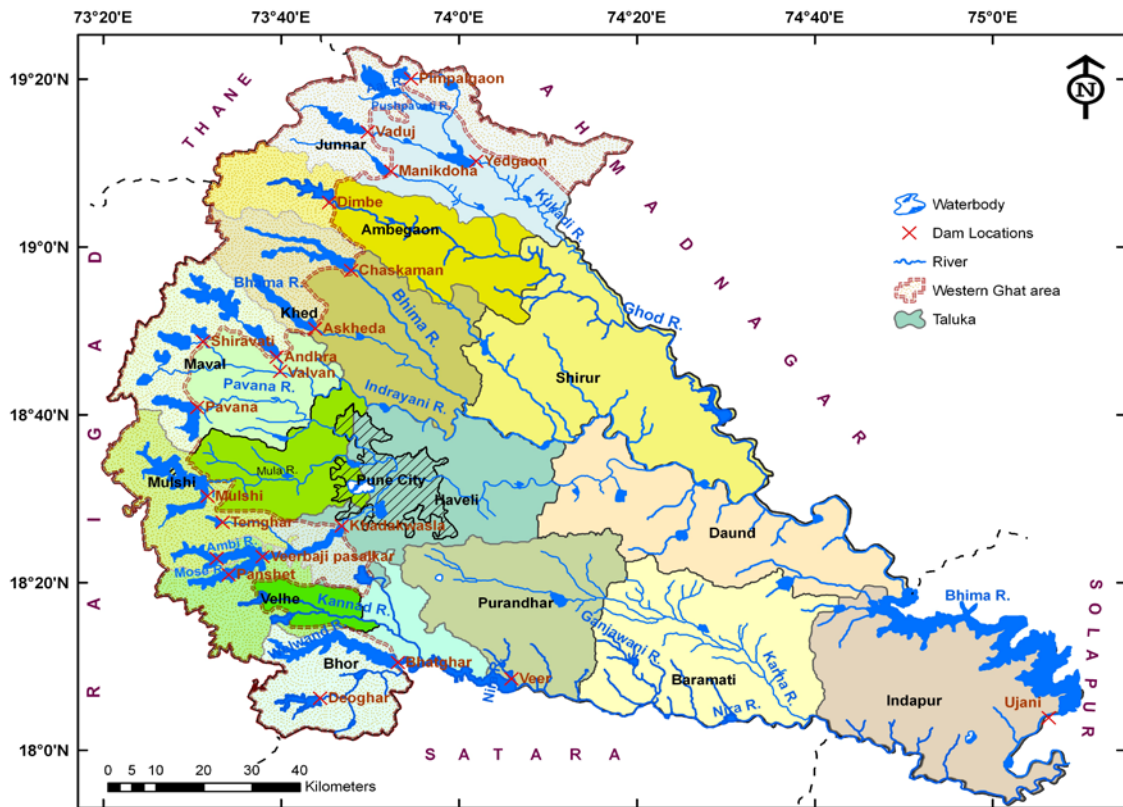 73°20'E 73°40'E 74°0'E 74°20'E 74°40'E 75°0'E
19°20'N
19°0'N
18°40'N
18°20'N
18°0'N
THANE
AHMADNAGAR
RAIGAD
SATARA
SOLAPUR
N
Pimpalgaon
Pushpavati R.
Vaduj
Junnar
Yedgaon
Manikdoha
Kukadi R.
Dimbe
Ambegaon
Chaskaman
Bhama R.
Bhima R.
Khed
Askheda
Ghod R.
Shiravati
Andhra
Maval
Valvan
Shirur
Pavana R.
Indrayani R.
Pavana
Mula R.
Pune City
Mulshi
Haveli
Mulshi
Temghar
Khadakwasla
Daund
Ambi R.
Veerbaji pasalkar
Mose R.
Panshet
Velhe
Kannad R.
Purandhar
Bhima R.
Ganjawani R.
Bhor
Bhatghar
Karha R.
Veer
Baramati
Deoghar
Nira R.
Indapur
Ujani
Waterbody
Dam Locations
River
Western Ghat area
Taluka
0 5 10 20 30 40
Kilometers